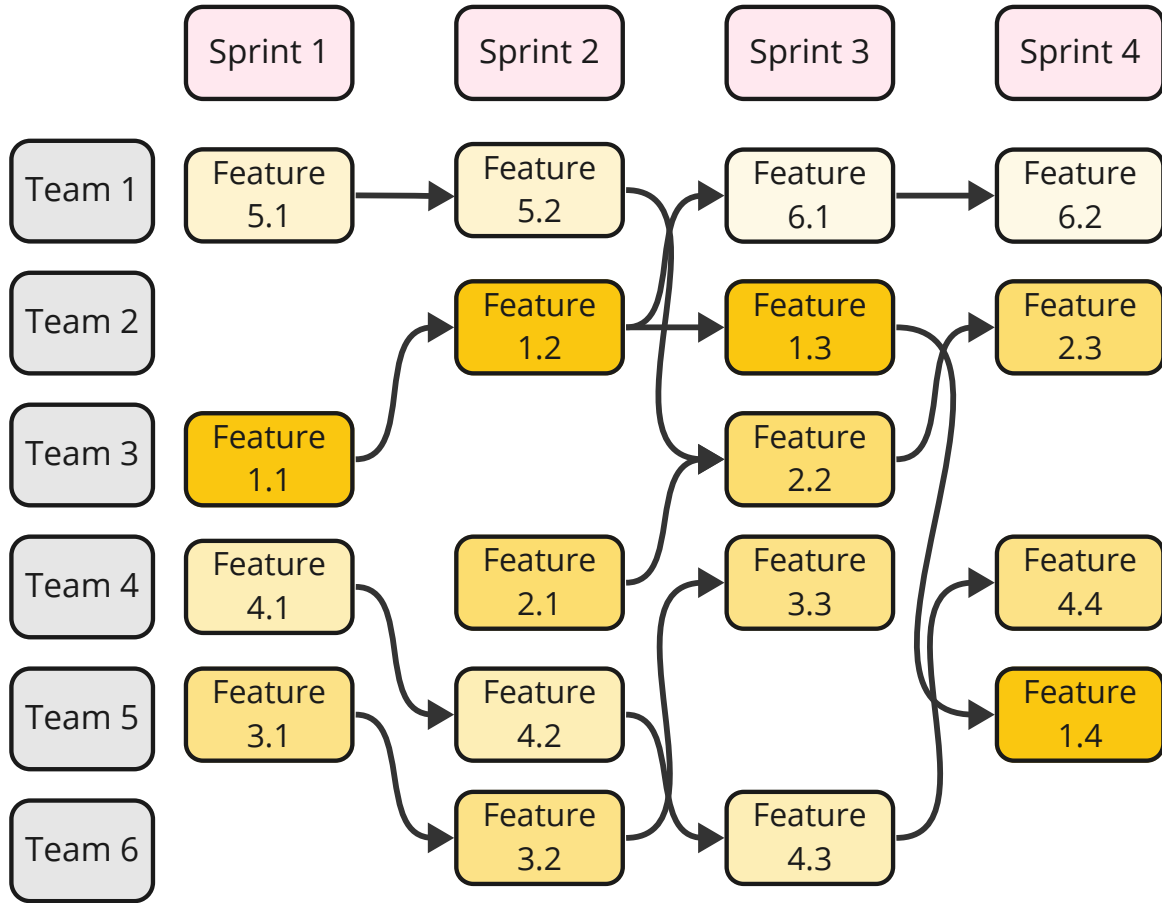 Sprint 1
Sprint 2
Sprint 3
Sprint 4
Team 1
Feature
5.1
Feature
5.2
Feature
6.1
Feature
6.2
Team 2
Feature
1.2
Feature
1.3
Feature
2.3
Team 3
Feature
1.1
Feature
2.2
Team 4
Feature
4.1
Feature
2.1
Feature
3.3
Feature
4.4
Team 5
Feature
3.1
Feature
4.2
Feature
1.4
Team 6
Feature
3.2
Feature
4.3